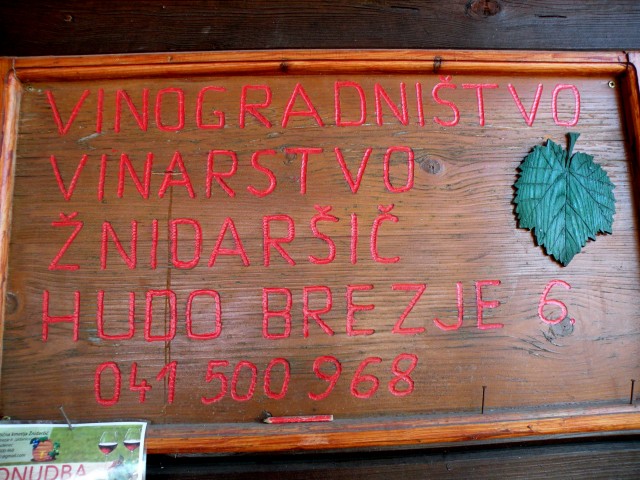 VINOGRADNIŠTVO
VINARSTVO
ŽNIDARŠIČ
HUDO BREZJE 6.
041 500 968
ONUDBA